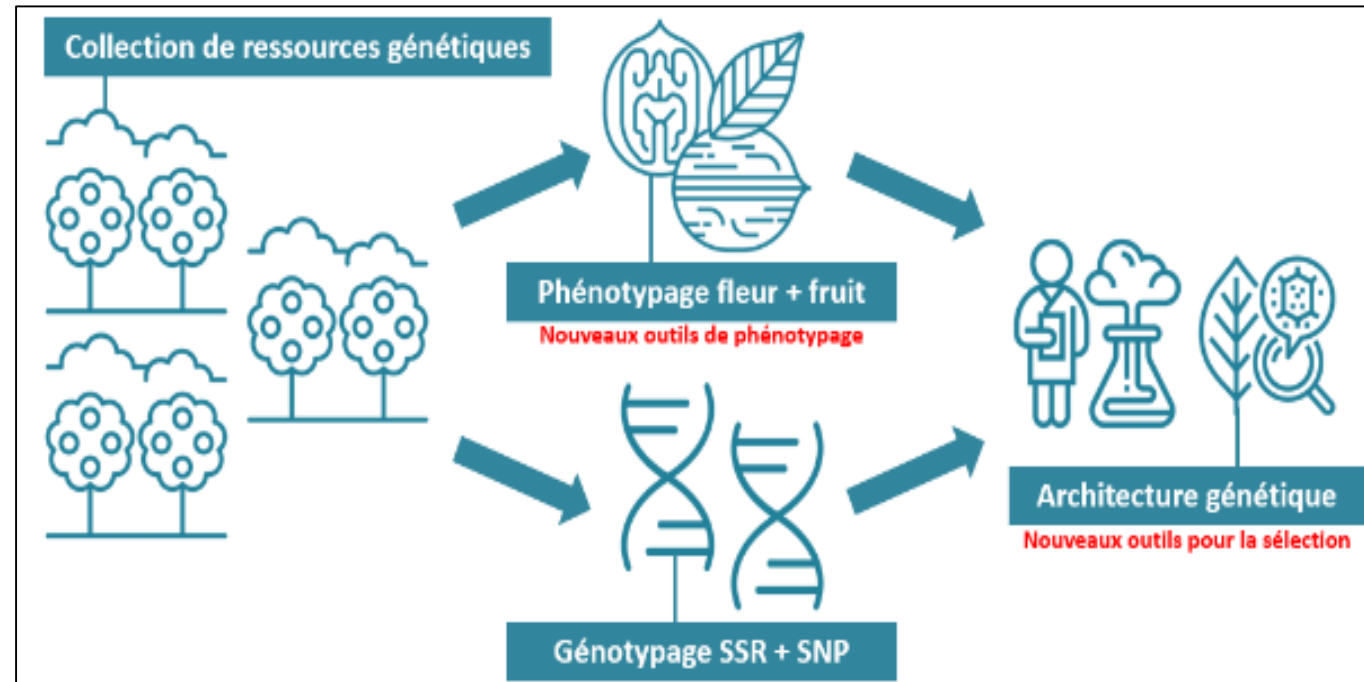 Collection de ressources génétiques
Phénotypage fleur + fruit
Nouveaux outils de phénotypage
Architecture génétique
Nouveaux outils pour la sélection
Génotypage SSR + SNP